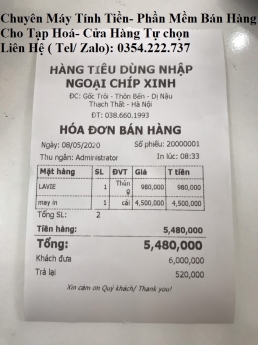 Chuyên Máy Tính Tiền- Phần Mềm Bán Hàng
Cho Tạp Hoá- Cửa Hàng Tự chọn
Liên Hệ ( Tel/ Zalo): 0354.222.737
HÀNG TIÊU DÙNG NHẬP
NGOẠI CHÍP XINH
ĐC: Gốc Trôi - Thôn Bến - Dị Nậu
Thạch Thất - Hà Nội
ĐT: 038.660.1993
HÓA ĐƠN BÁN HÀNG
Ngày: 08/05/2020 Số phiếu: 20000001
Thu ngân: Administrator In lúc: 08:33
Mặt hàng SL ĐVT Giá T tiền
LAVIE 1 Thùng 980,000 980,000
may in 1 cái 4,500,000 4,500,000
Tổng SL: 2
Tiền hàng: 5,480,000
Tổng: 5,480,000
Khách đưa 6,000,000
Trả lại 520,000
Xin cảm ơn Quý khách/ Thank you!